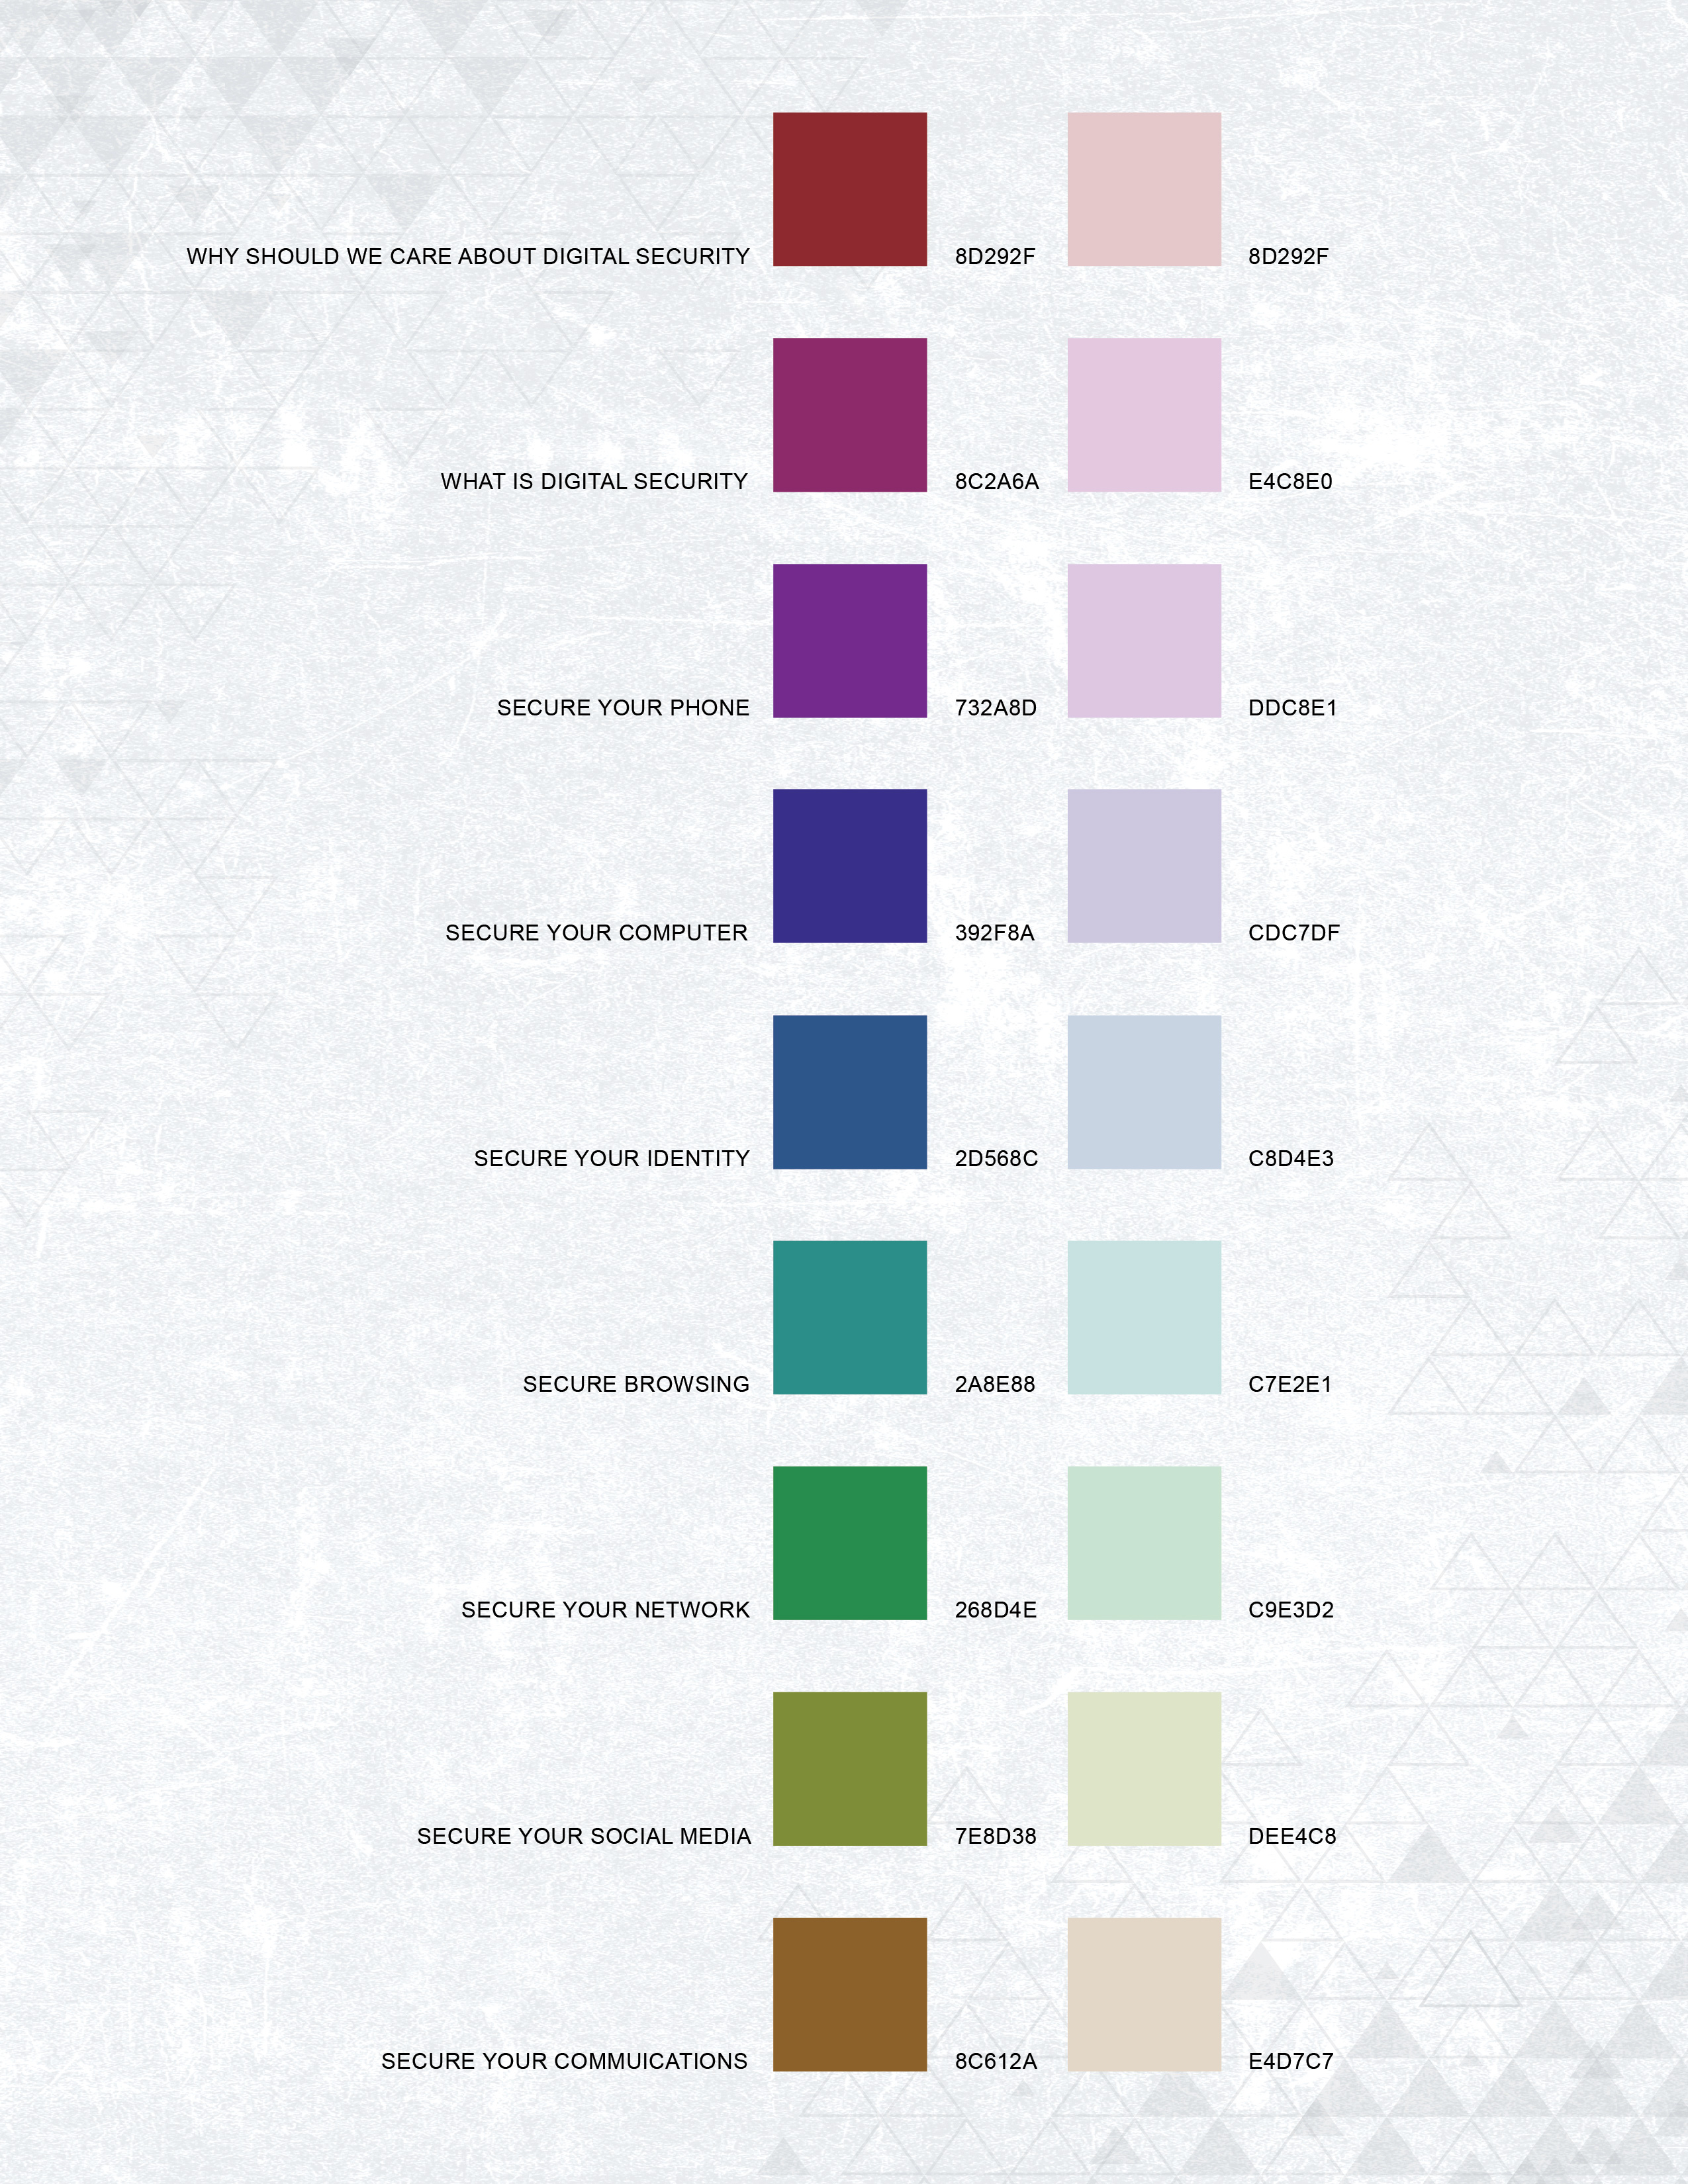 WHY SHOULD WE CARE ABOUT DIGITAL SECURITY 8D292F 8D292F
WHAT IS DIGITAL SECURITY 8C2A6A E4C8E0
SECURE YOUR PHONE 732A8D DDC8E1
SECURE YOUR COMPUTER 392F8A CDC7DF
SECURE YOUR IDENTITY 2D568C C8D4E3
SECURE BROWSING 2A8E88 C7E2E1
SECURE YOUR NETWORK 268D4E C9E3D2
SECURE YOUR SOCIAL MEDIA 7E8D38 DEE4C8
SECURE YOUR COMMUICATIONS 8C612A E4D7C7